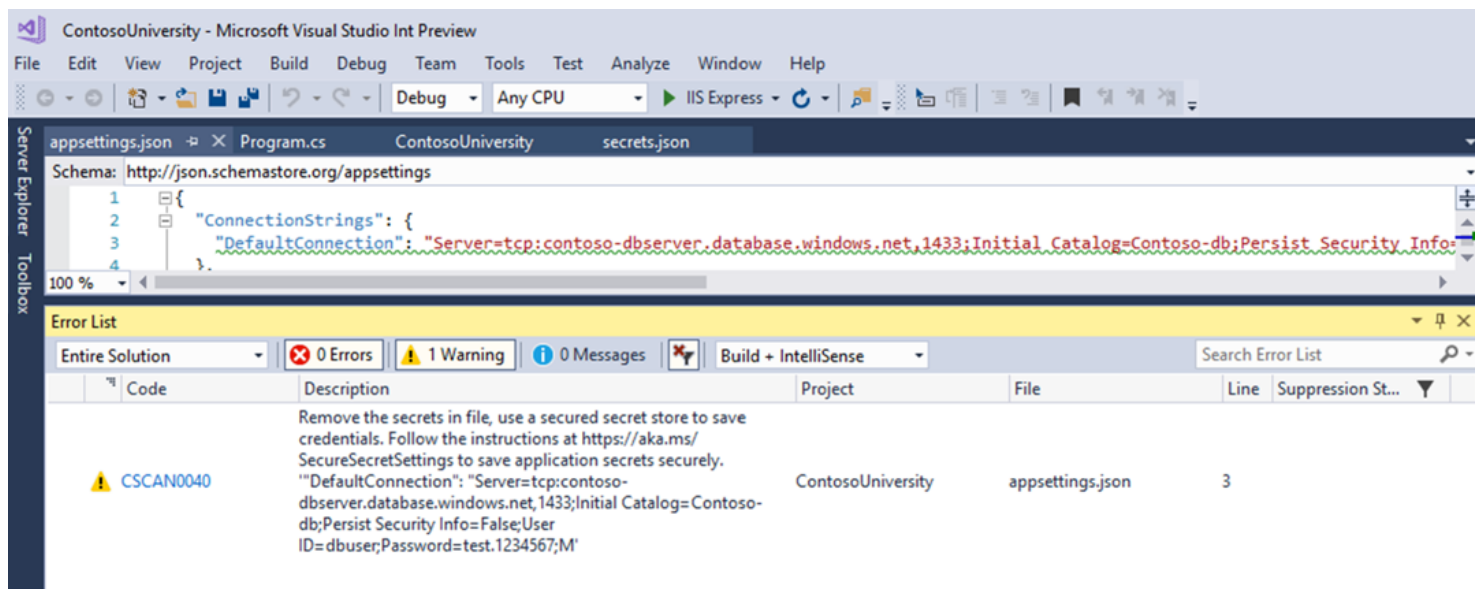 ContosoUniversity - Microsoft Visual Studio Int Preview
File Edit View Project Build Debug Team Tools Test Analyze Window Help
Debug Any CPU IIS Express
Server Explorer
Toolbox
appsettings.json Program.cs ContosoUniversity secrets.json
Schema: http://json.schemastore.org/appsettings
1 {
2 "ConnectionStrings": {
3 "DefaultConnection": "Server=tcp:contoso-dbserver.database.windows.net,1433;Initial Catalog=Contoso-db;Persist Security Info=
4 },
100 %
Error List
Entire Solution 0 Errors 1 Warning 0 Messages Build + IntelliSense Search Error List
Code Description Project File Line Suppression St...
Remove the secrets in file, use a secured secret store to save
credentials. Follow the instructions at https://aka.ms/
SecureSecretSettings to save application secrets securely.
CSCAN0040 '"DefaultConnection": "Server=tcp:contoso- ContosoUniversity appsettings.json 3
dbserver.database.windows.net,1433;Initial Catalog=Contoso-
db;Persist Security Info=False;User
ID=dbuser;Password=test.1234567;M'